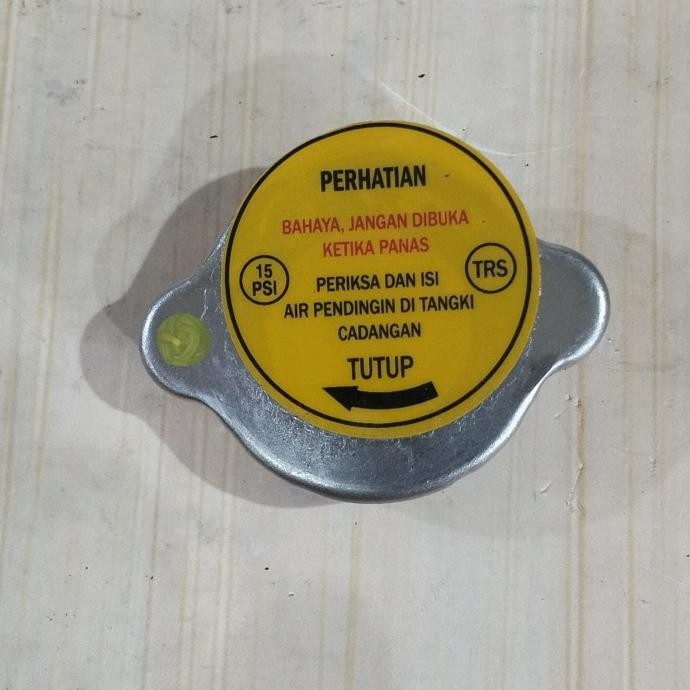 PERHATIAN
BAHAYA, JANGAN DIBUKA
KETIKA PANAS
15
PSI
TRS
PERIKSA DAN ISI
AIR PENDINGIN DI TANGKI
CADANGAN
TUTUP